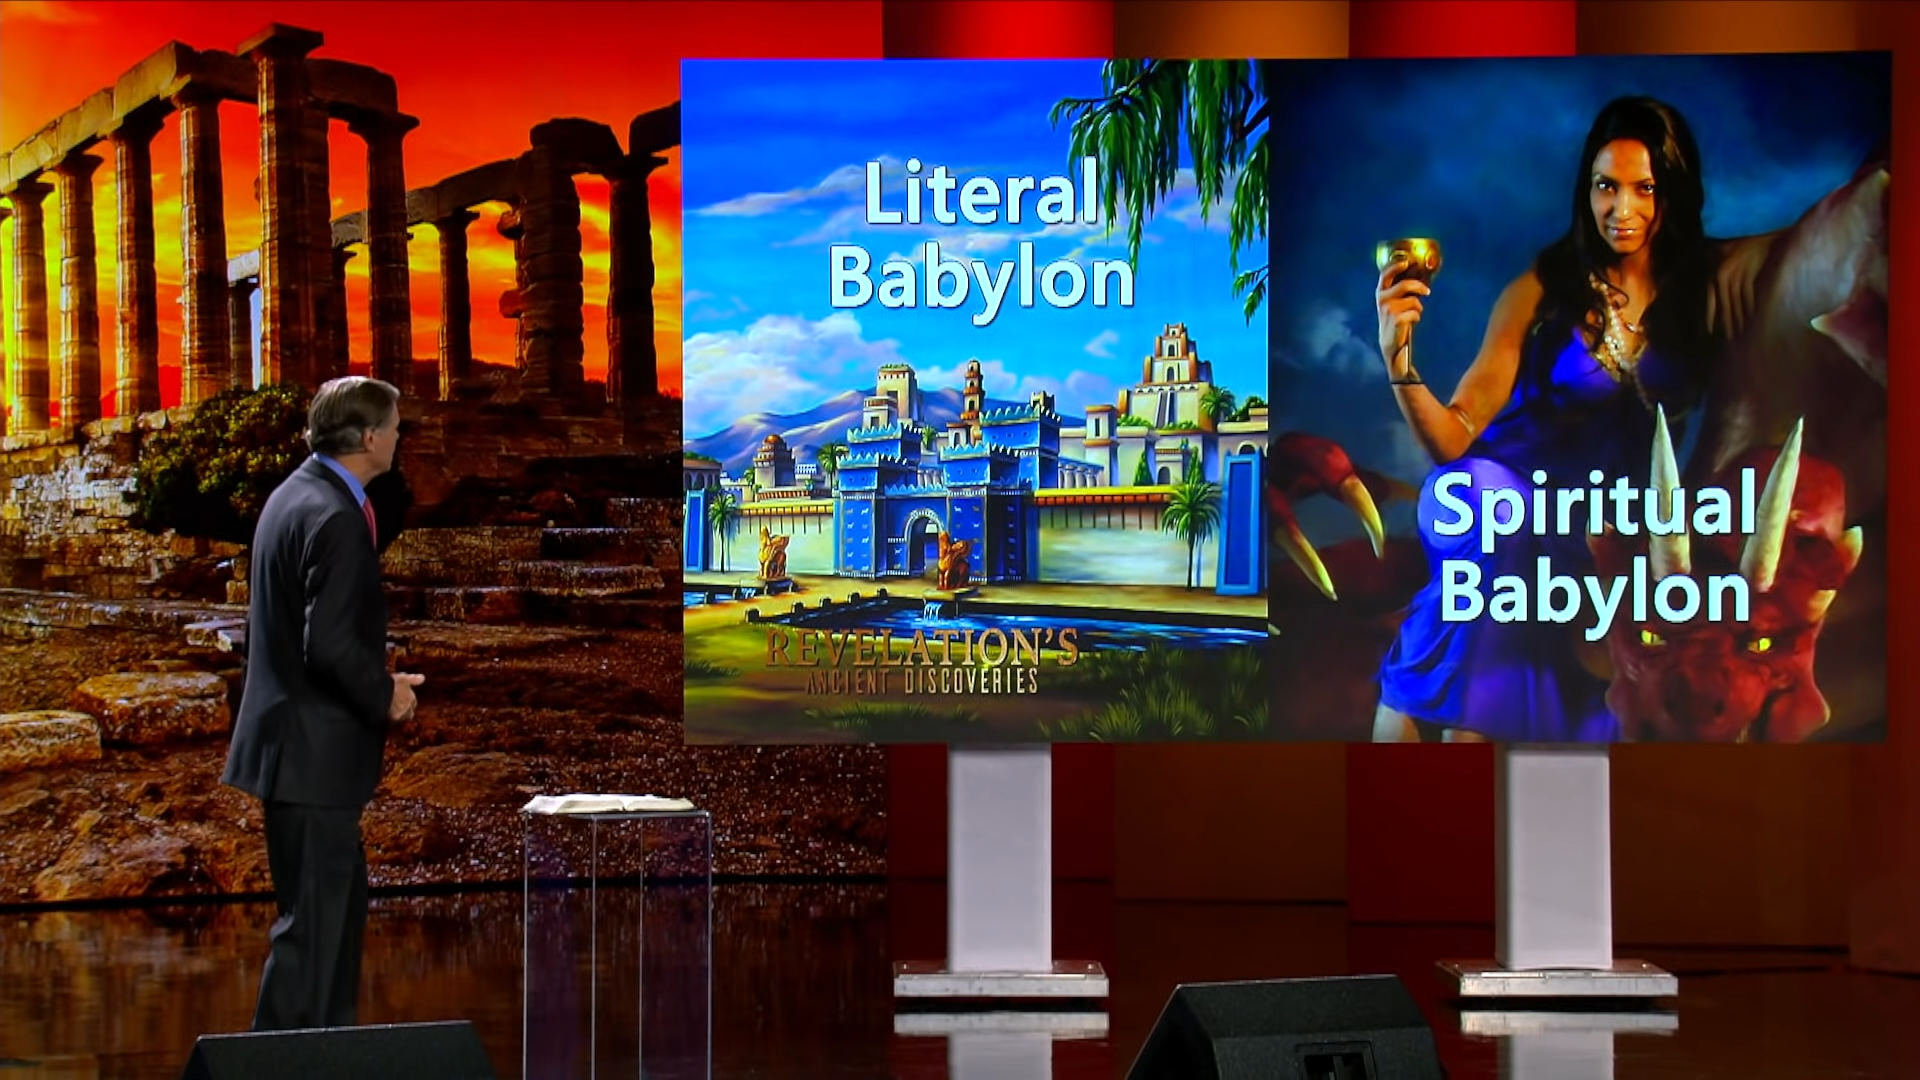 Literal
Babylon
REVELATION'S
ANCIENT DISCOVERIES
Spiritual
Babylon